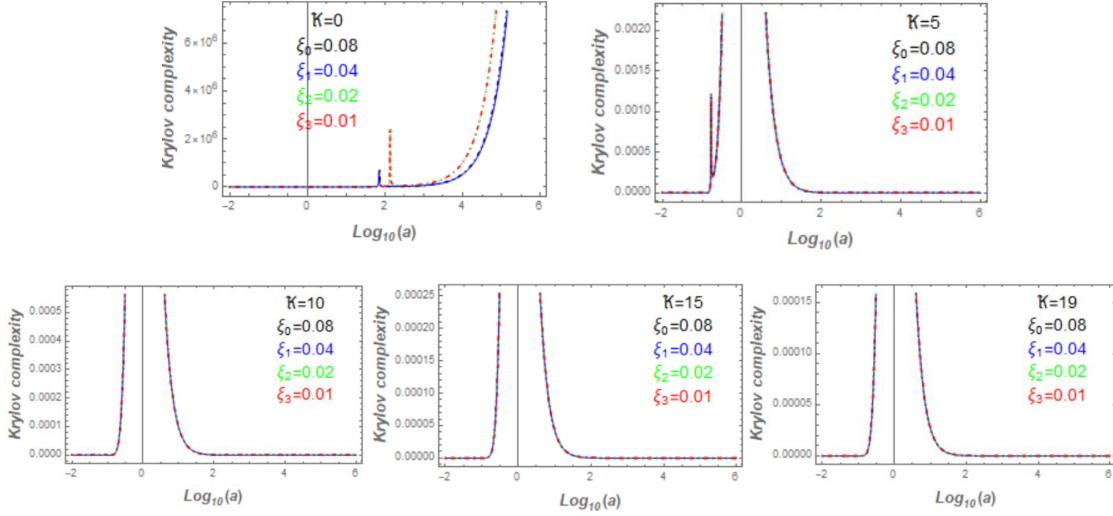 Ҡ=0
ξ0=0.08
ξ1=0.04
ξ2=0.02
ξ3=0.01
Krylov complexity
6×10^6
4×10^6
2×10^6
0
-2 0 2 4 6
Log10(a)
Ҡ=5
ξ0=0.08
ξ1=0.04
ξ2=0.02
ξ3=0.01
Krylov complexity
0.0020
0.0015
0.0010
0.0005
0.0000
-2 0 2 4 6
Log10(a)
Ҡ=10
ξ0=0.08
ξ1=0.04
ξ2=0.02
ξ3=0.01
Krylov complexity
0.0005
0.0004
0.0003
0.0002
0.0001
0.0000
-2 0 2 4 6
Log10(a)
Ҡ=15
ξ0=0.08
ξ1=0.04
ξ2=0.02
ξ3=0.01
Krylov complexity
0.00025
0.00020
0.00015
0.00010
0.00005
0.00000
-2 0 2 4 6
Log10(a)
Ҡ=19
ξ0=0.08
ξ1=0.04
ξ2=0.02
ξ3=0.01
Krylov complexity
0.00015
0.00010
0.00005
0.00000
-2 0 2 4 6
Log10(a)